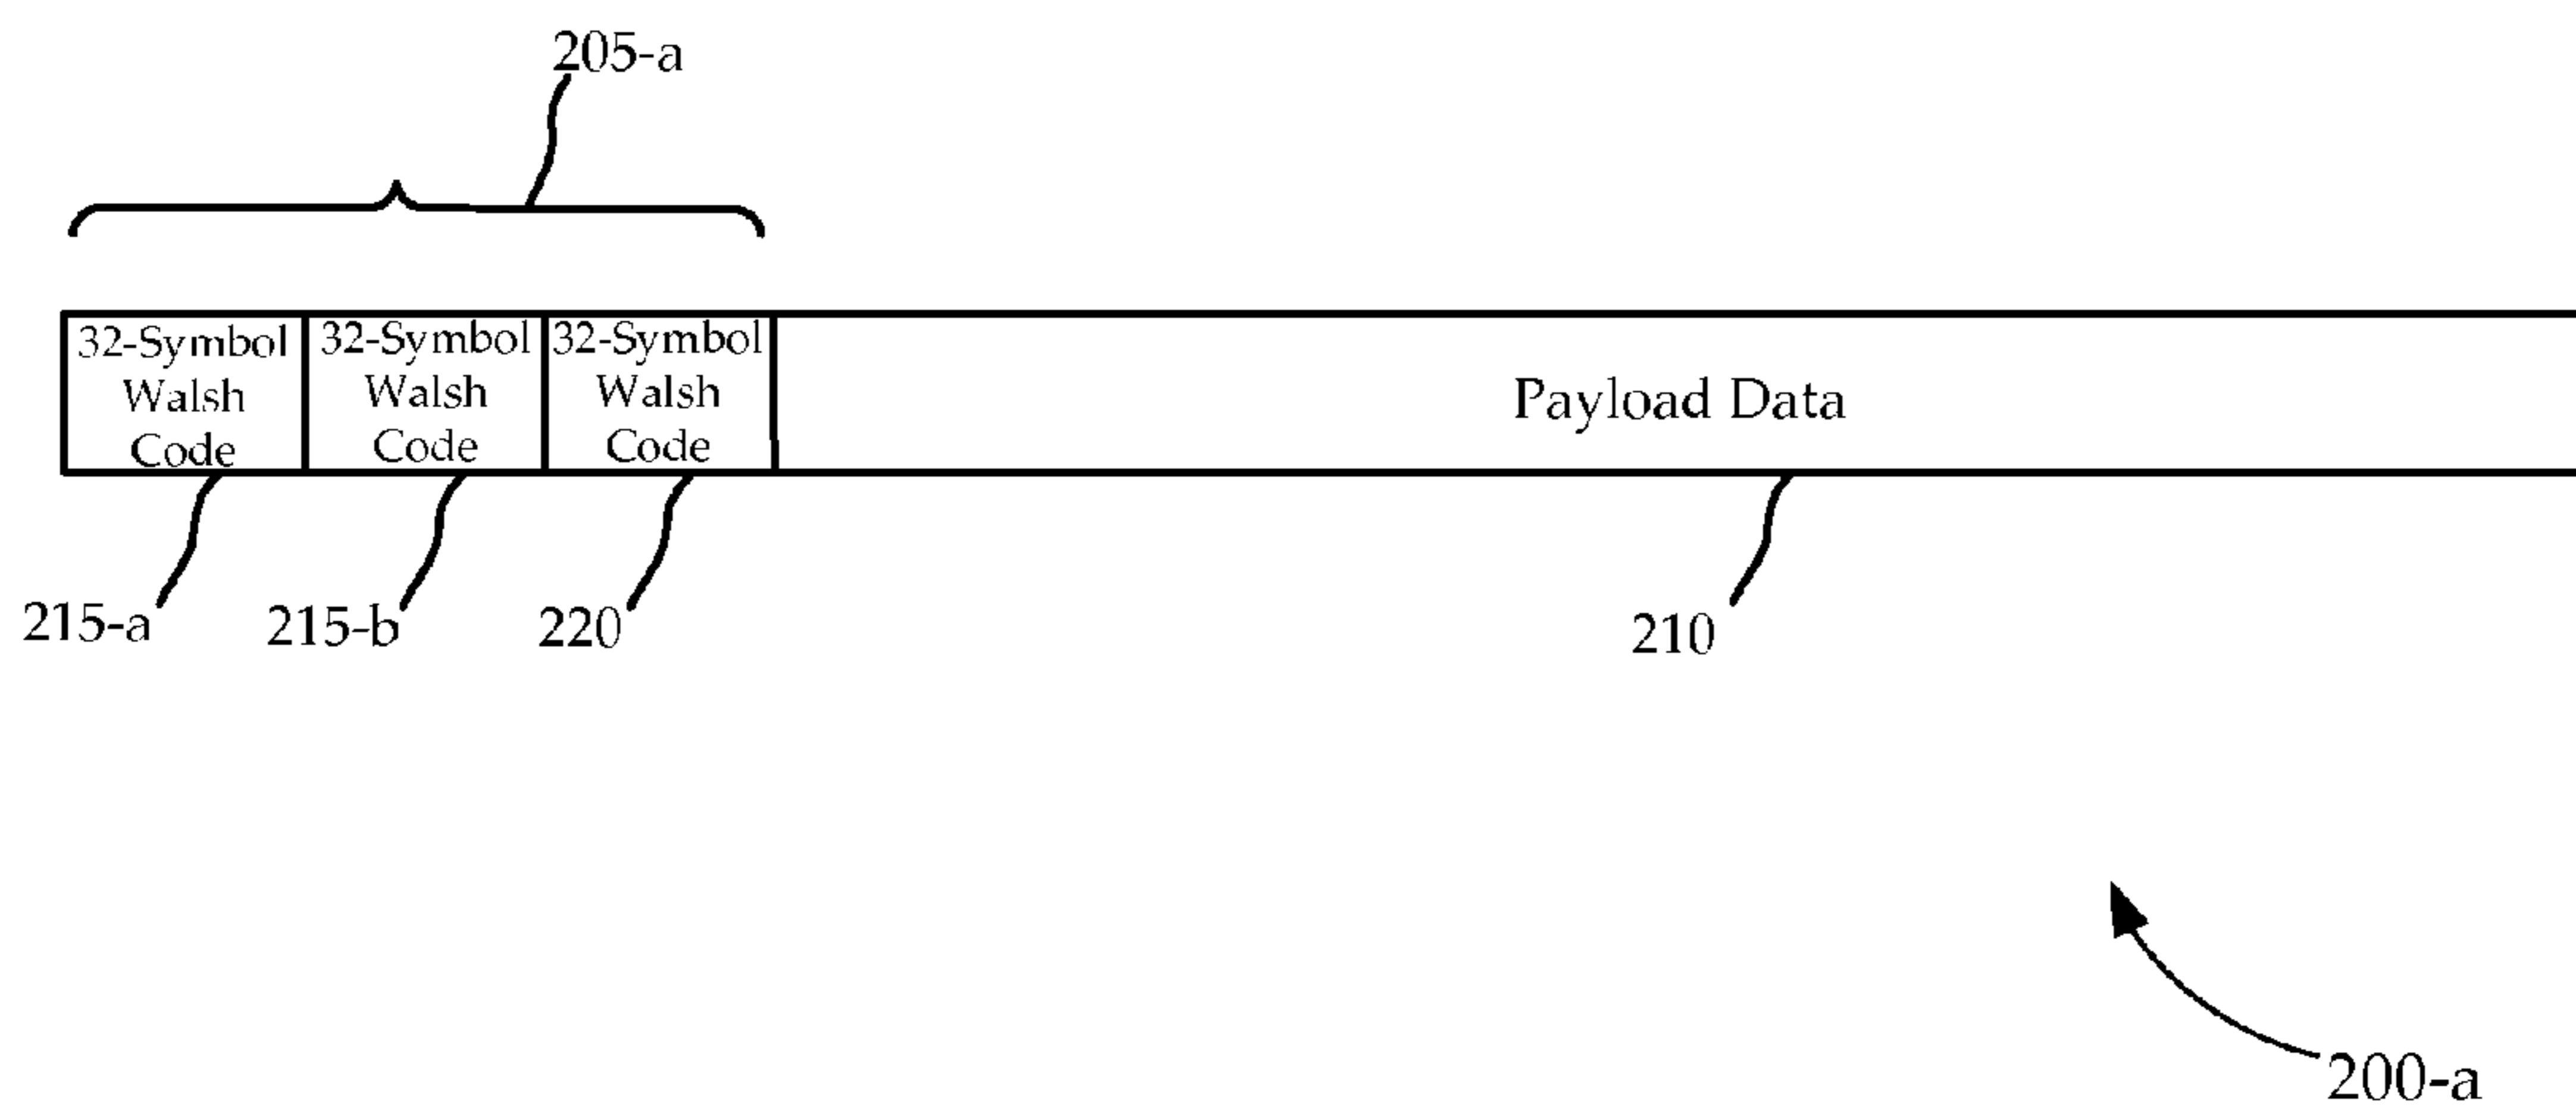 205-a
32-Symbol
Walsh
Code
32-Symbol
Walsh
Code
32-Symbol
Walsh
Code
Payload Data
215-a
215-b
220
210
200-a